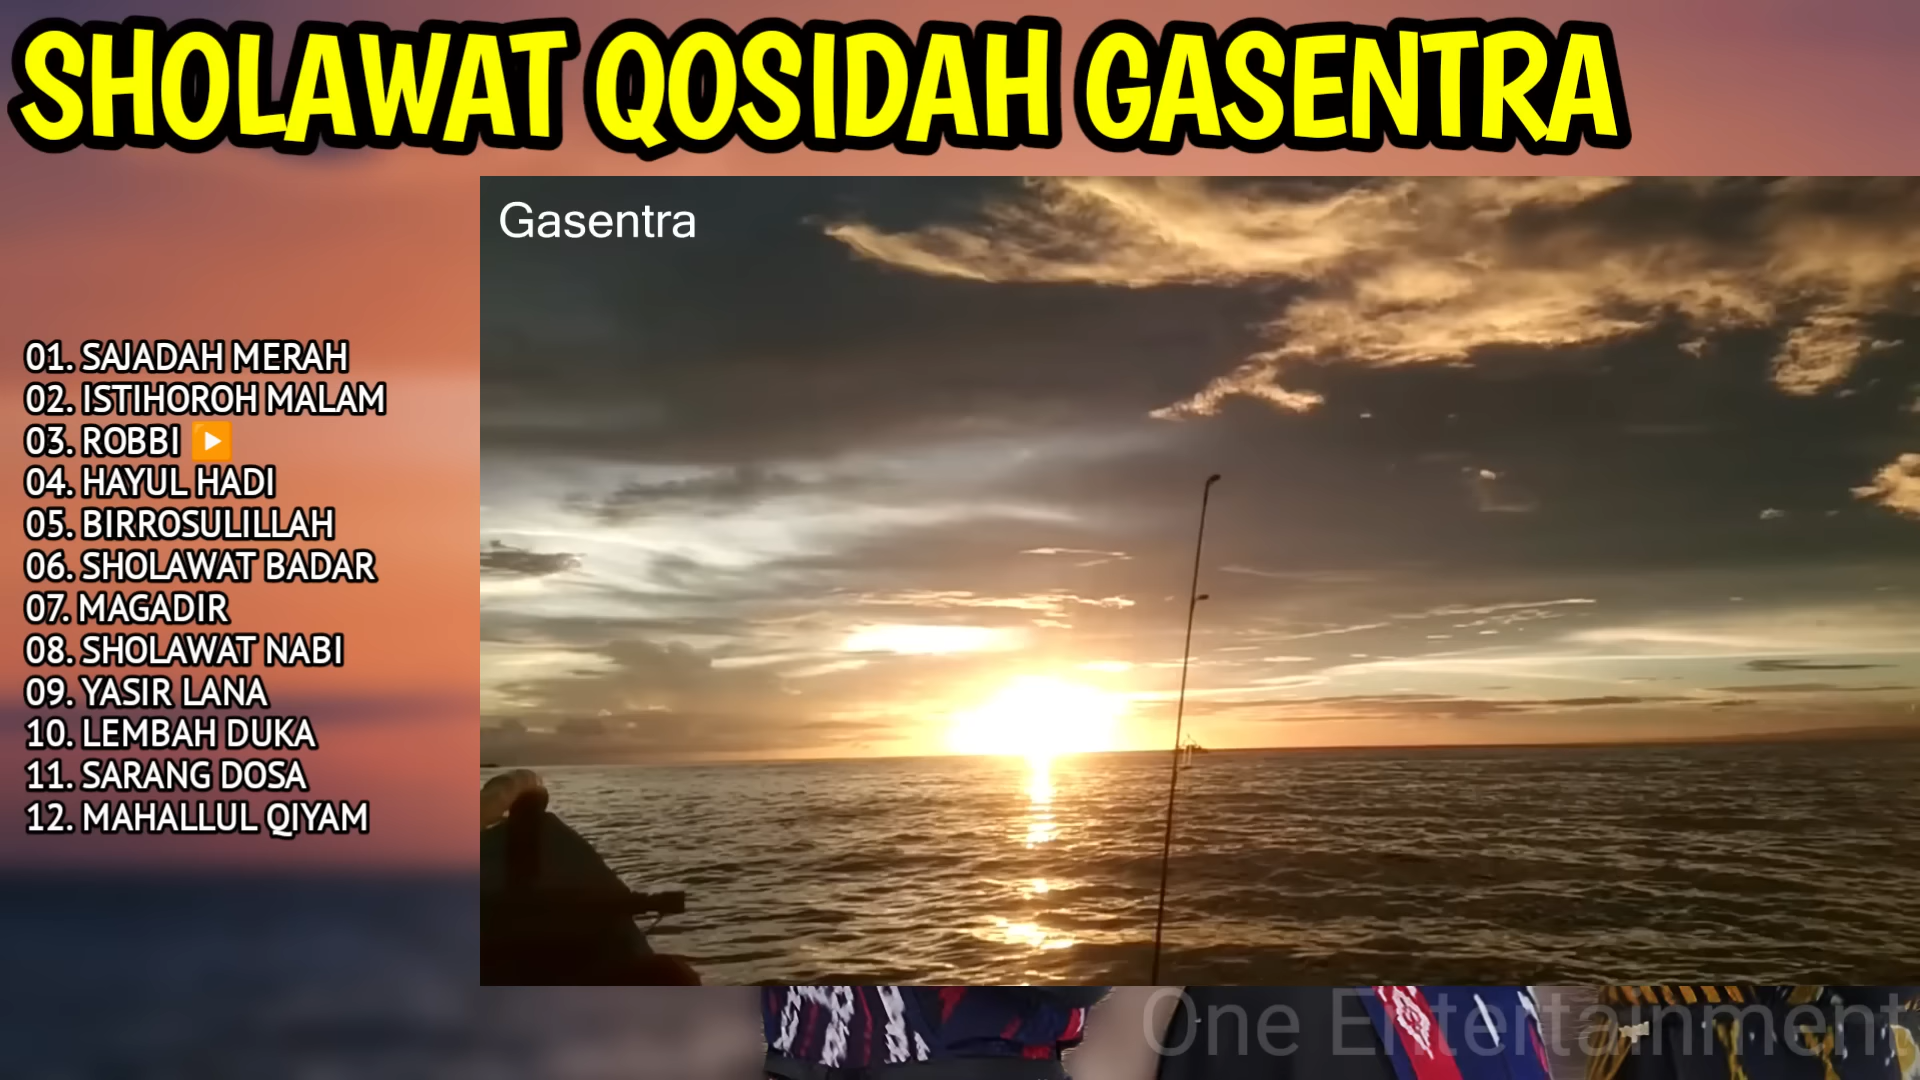 SHOLAWAT QOSIDAH GASENTRA
Gasentra
01. SAJADAH MERAH
02. ISTIHOROH MALAM
03. ROBBI ▶️
04. HAYUL HADI
05. BIRROSULILLAH
06. SHOLAWAT BADAR
07. MAGADIR
08. SHOLAWAT NABI
09. YASIR LANA
10. LEMBAH DUKA
11. SARANG DOSA
12. MAHALLUL QIYAM
One Entertainment